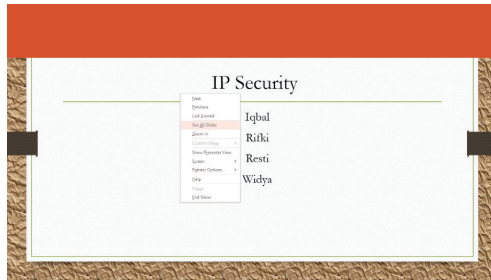 IP Security
Iqbal
Rifki
Resti
Widya
Next
Previous
Last Viewed
See All Slides
Zoom In
Custom Show
Show Presenter View
Screen
Pointer Options
Help
Pause
End Show